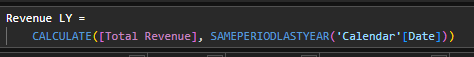 Revenue LY =
CALCULATE([Total Revenue], SAMEPERIODLASTYEAR('Calendar'[Date]))